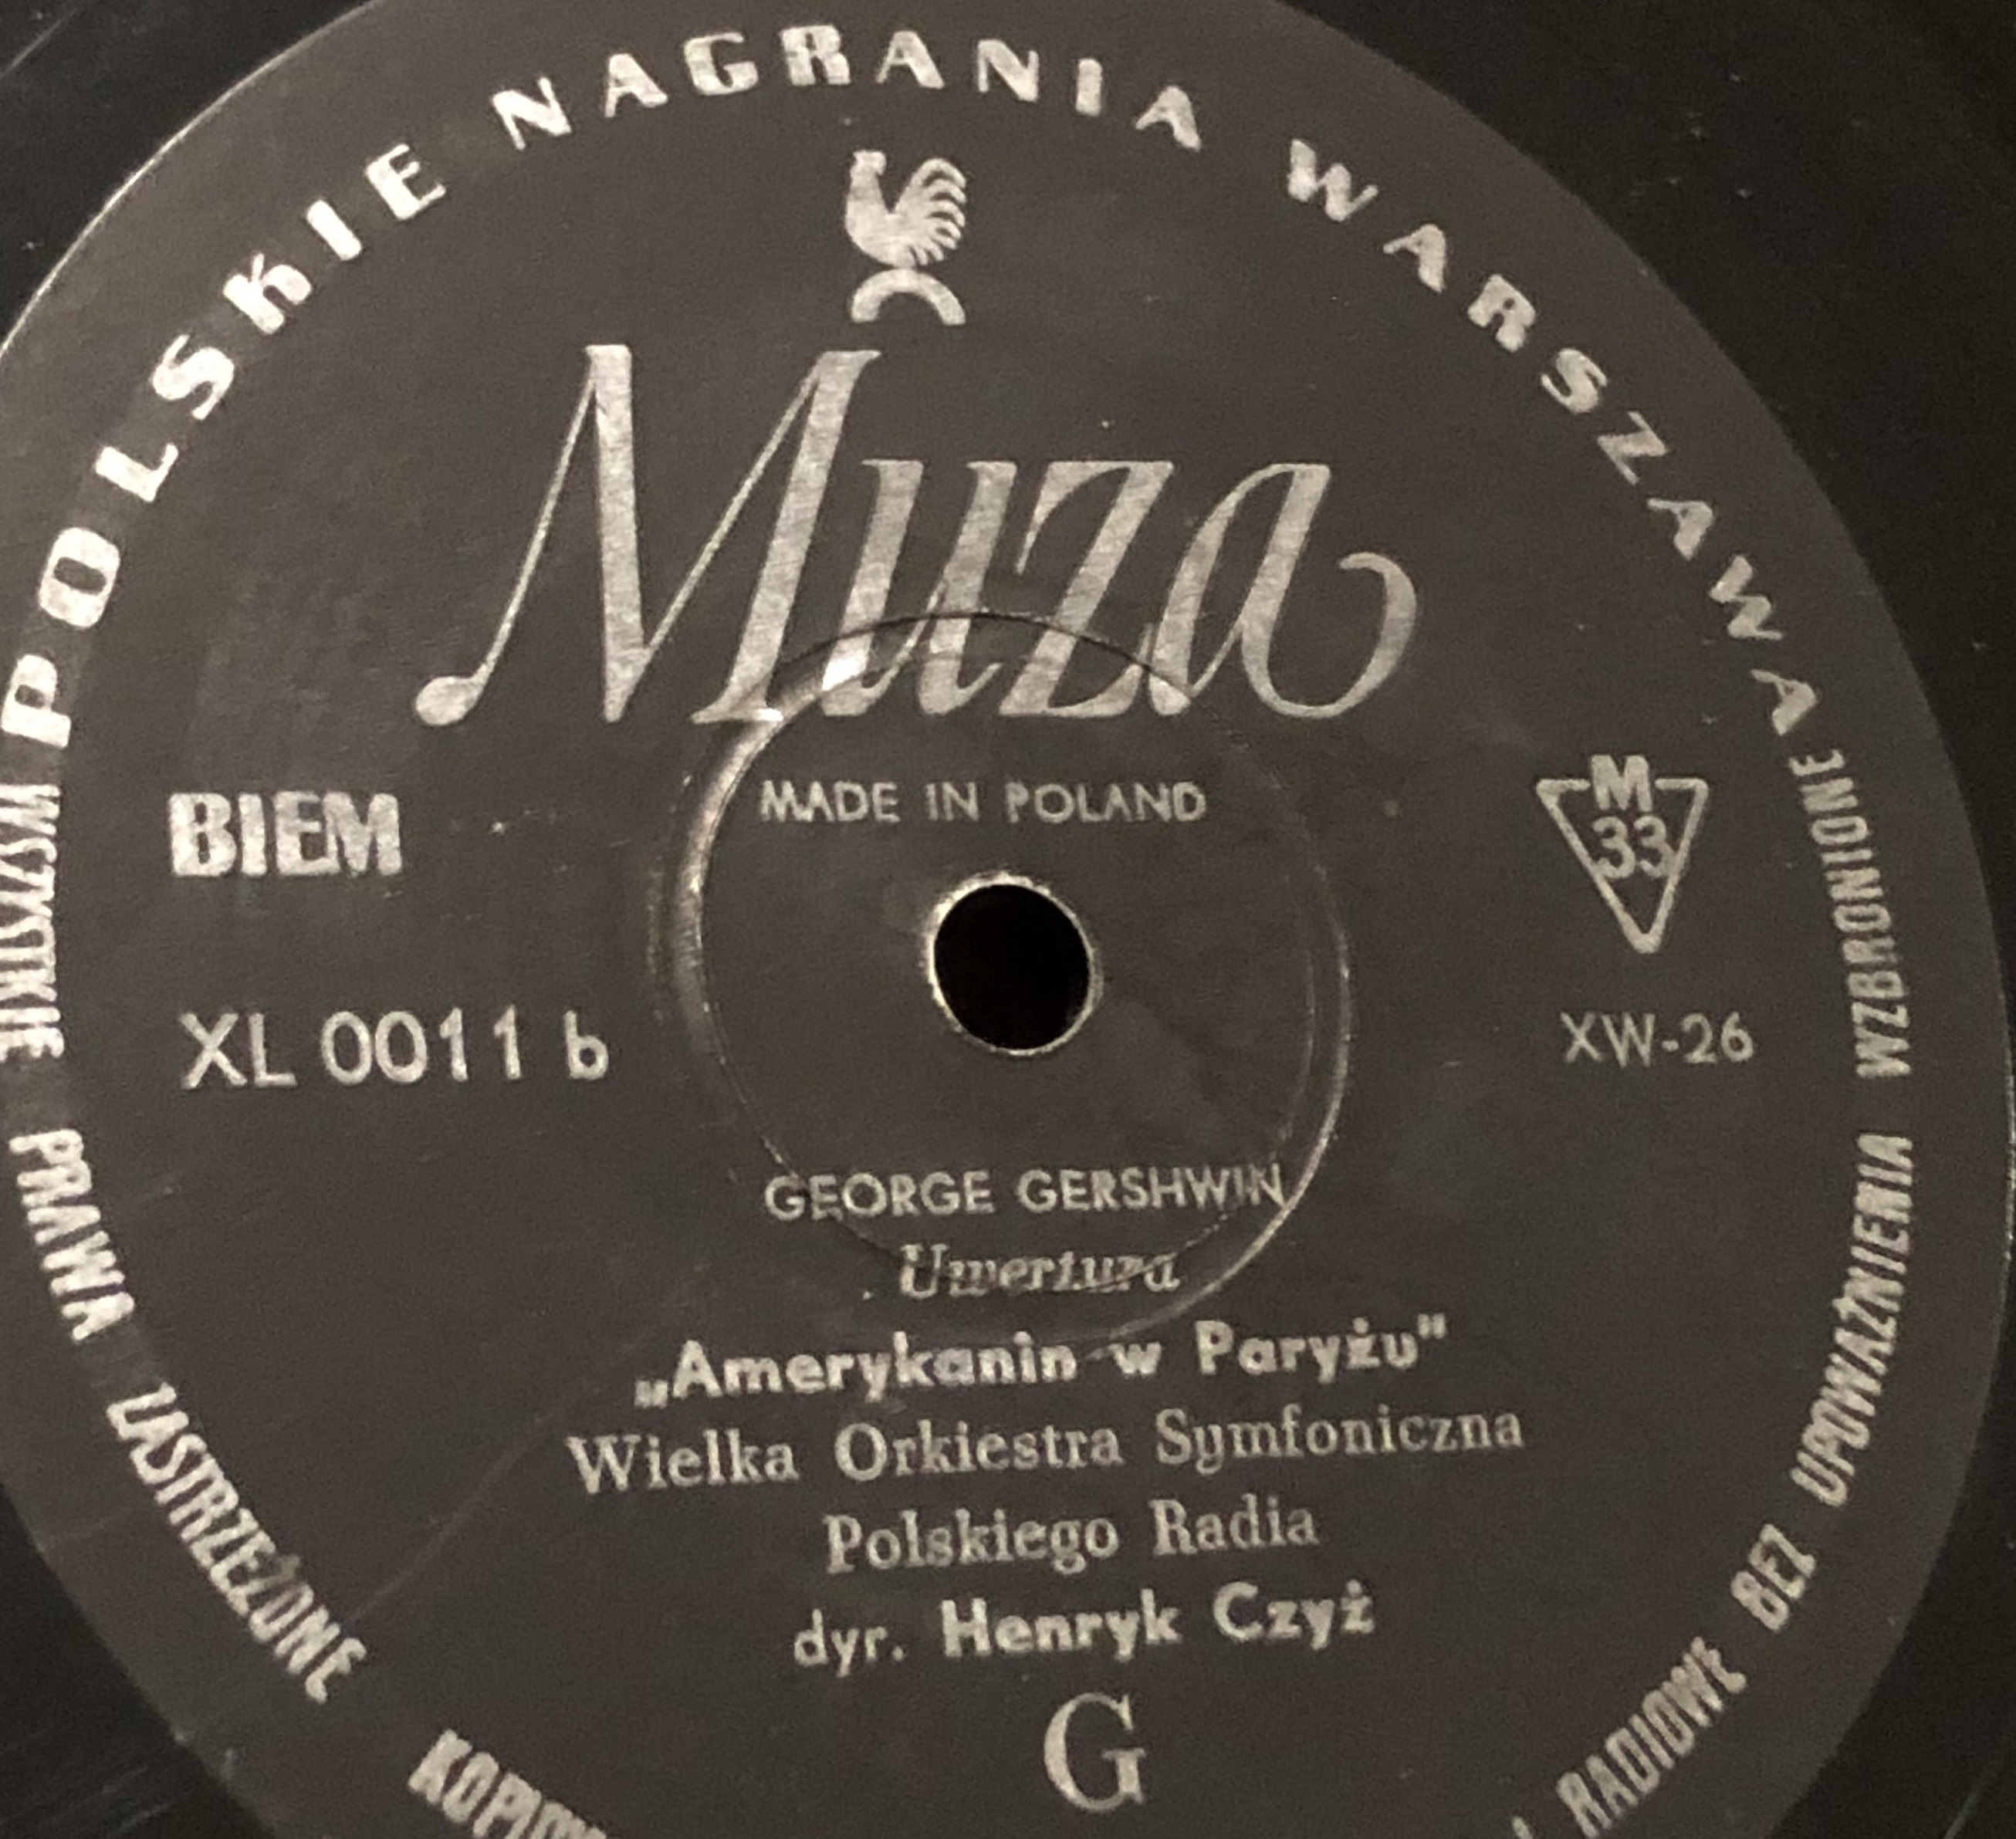 POLSKIE NAGRANIA WARSZAWA
Muza
MADE IN POLAND
BIEM
M
33
XL 0011 b
XW-26
GEORGE GERSHWIN
Uwertura
„Amerykanin w Paryżu"
Wielka Orkiestra Symfoniczna
Polskiego Radia
dyr. Henryk Czyż
G
WSZYSTKIE PRAWA ZASTRZEŻONE
RADIOWE BEZ UPOWAŻNIENIA WZBRONIONE